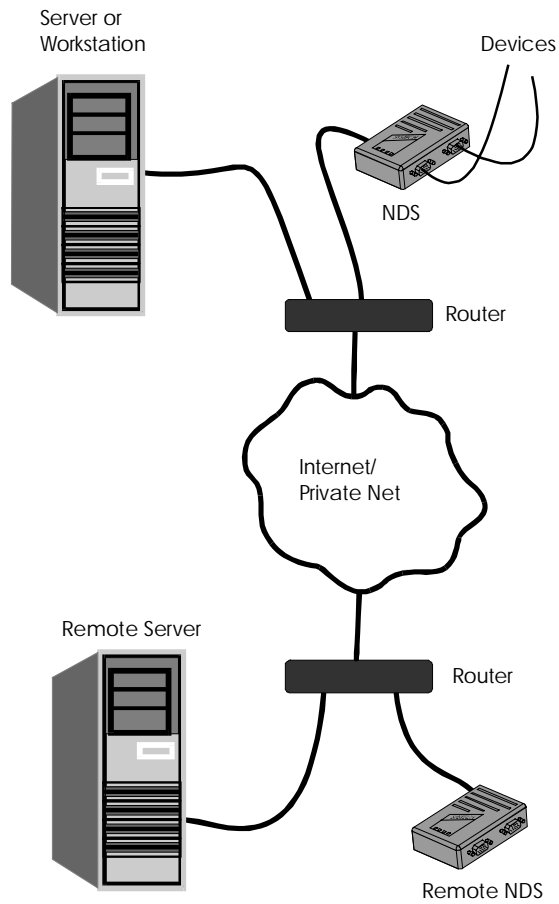 Server or
Workstation
Devices
NDS
Router
Internet/
Private Net
Remote Server
Router
Remote NDS